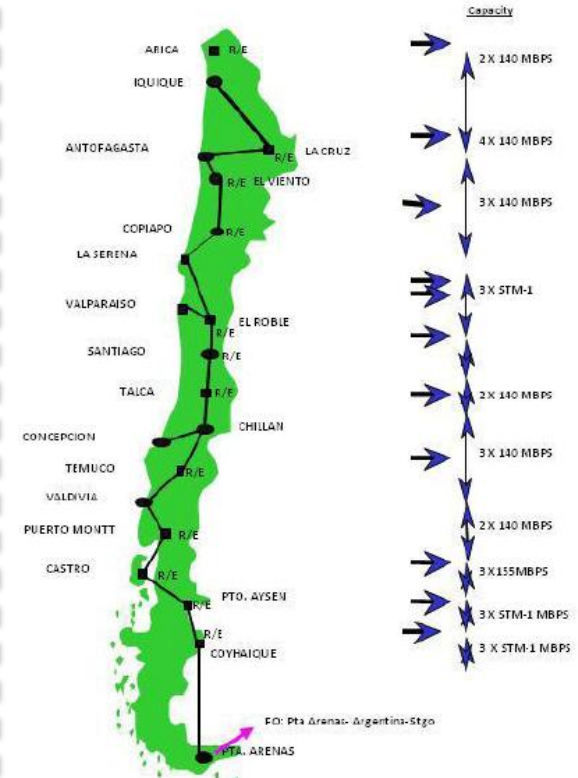 Capacity
ARICA R/E
2 X 140 MBPS
IQUIQUE
4 X 140 MBPS
ANTOFAGASTA
R/E LA CRUZ
R/E EL VIENTO
3 X 140 MBPS
COPIAPO R/E
LA SERENA
3 X STM-1
VALPARAISO
EL ROBLE
R/E
SANTIAGO R/E
TALCA R/E
2 X 140 MBPS
CHILLAN
CONCEPCION
3 X 140 MBPS
TEMUCO R/E
VALDIVIA
PUERTO MONTT R/E
2 X 140 MBPS
CASTRO R/E
3 X155MBPS
PTO. AYSEN
R/E
3 X STM-1 MBPS
R/E
COYHAIQUE
3 X STM-1 MBPS
FO: Pta Arenas- Argentina-Stgo
PTA. ARENAS